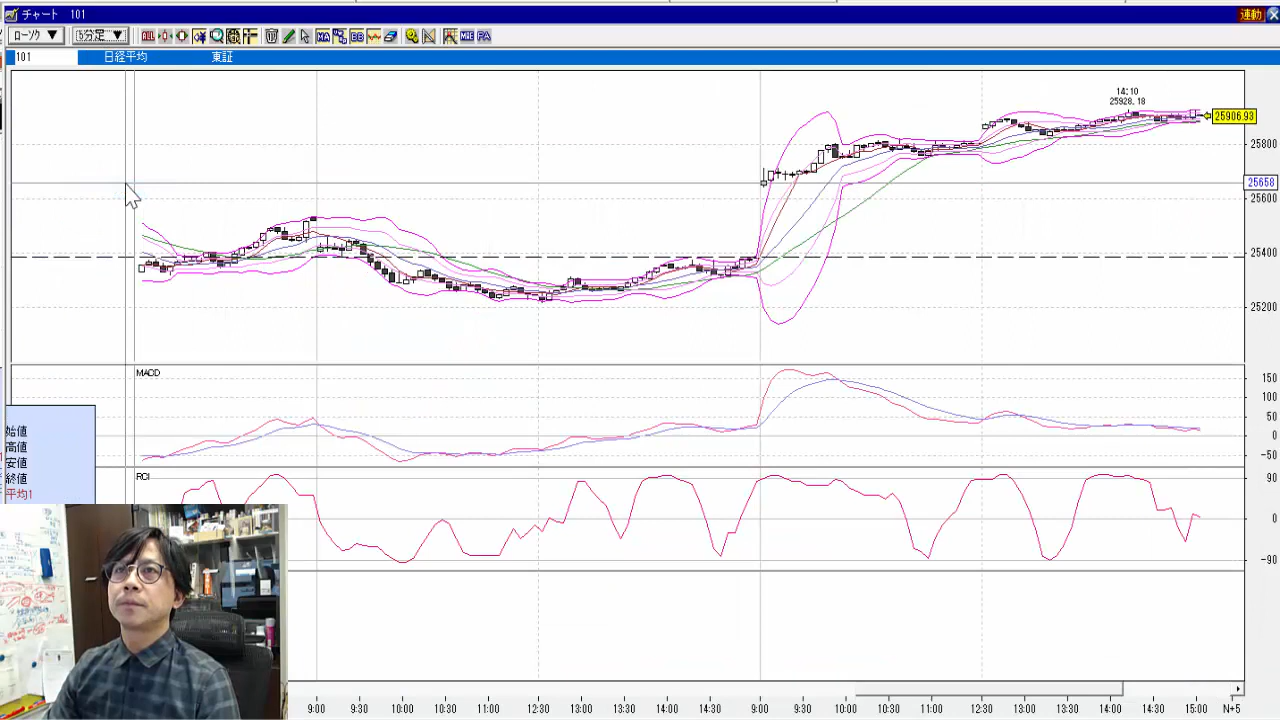 チャート 101
連動
ﾛｰｿｸ ▼
5分足 ▼
MA
BB
101 日経平均 東証
14:10
25928.18
25906.93
25800
25658
25600
25400
25200
MACD
150
100
50
0
-50
RCI
90
0
-90
始値
高値
安値
終値
平均1
9:00 9:30 10:00 10:30 11:00 12:30 13:00 13:30 14:00 14:30 9:00 9:30 10:00 10:30 11:00 12:30 13:00 13:30 14:00 14:30 15:00 N+5